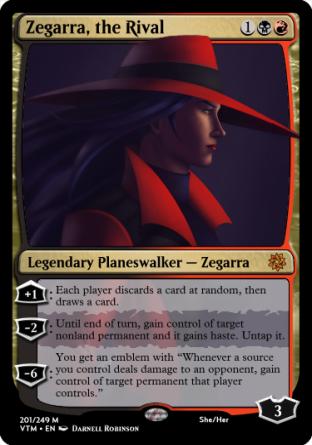 Zegarra, the Rival 1
Legendary Planeswalker — Zegarra
+1: Each player discards a card at random, then
draws a card.
-2: Until end of turn, gain control of target
nonland permanent and it gains haste. Untap it.
-6: You get an emblem with “Whenever a source
you control deals damage to an opponent, gain
control of target permanent that player
controls.”
3
201/249 M She/Her
VTM • EN Darnell Robinson